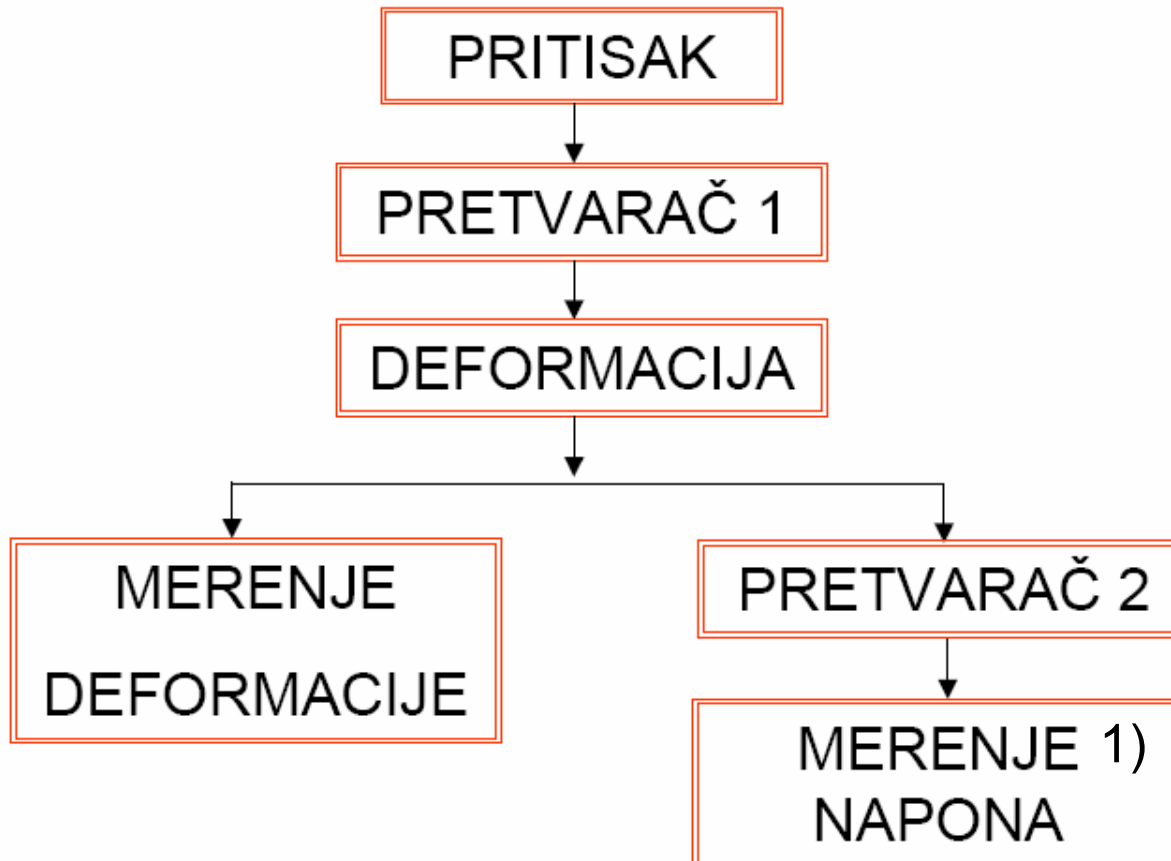 PRITISAK
PRETVARAČ 1
DEFORMACIJA
MERENJE
DEFORMACIJE
PRETVARAČ 2
MERENJE 1)
NAPONA